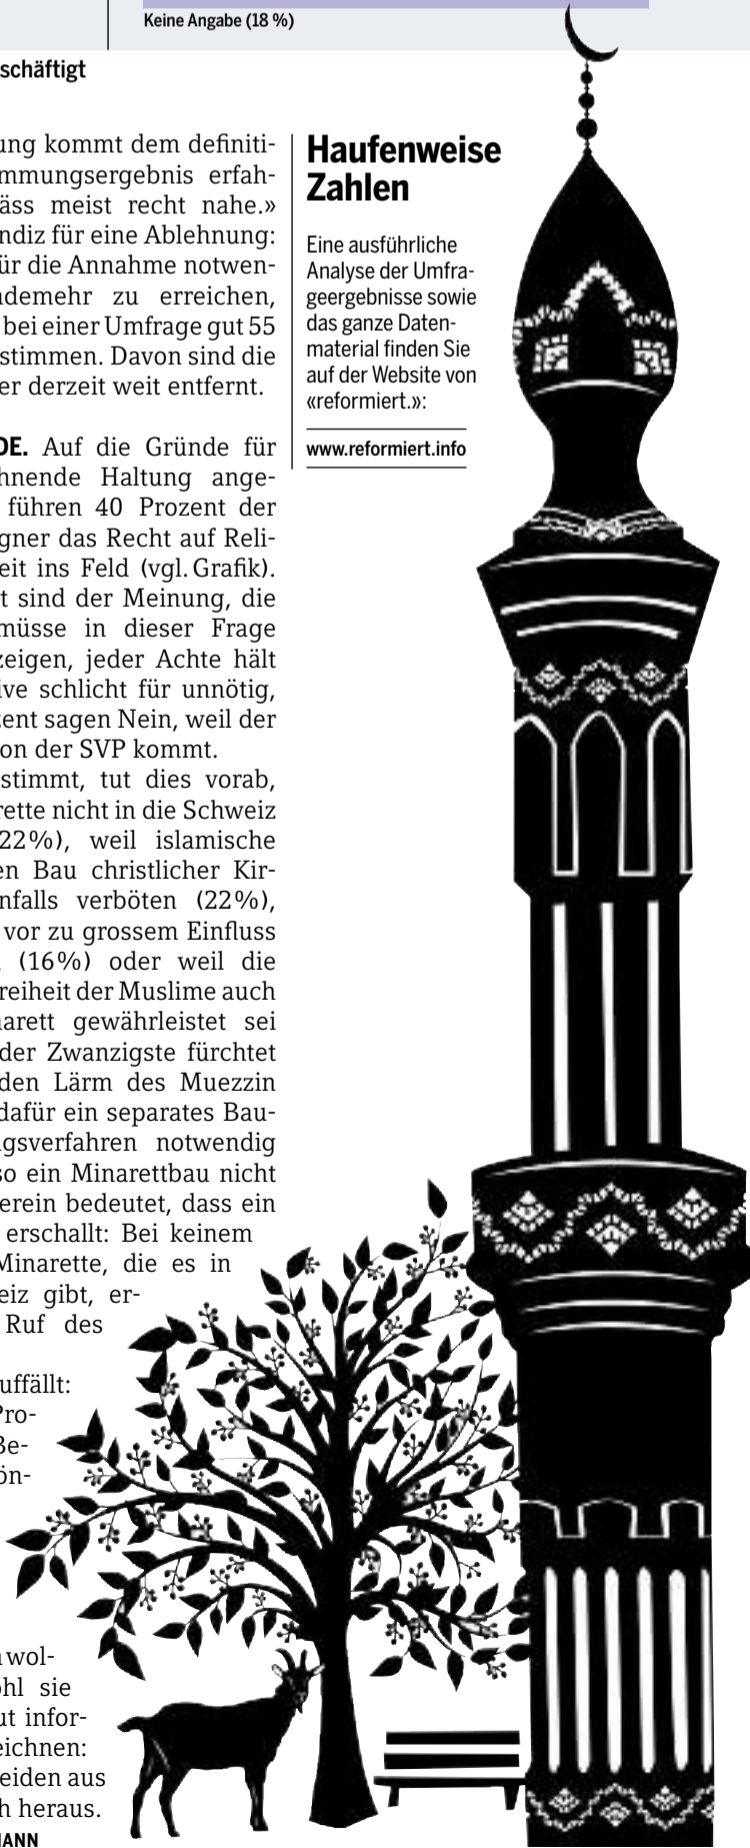 Keine Angabe (18 %)
schäftigt
ung kommt dem definiti-
mmungsergebnis erfah-
äss meist recht nahe.»
ndiz für eine Ablehnung:
ür die Annahme notwen-
ndemehr zu erreichen,
bei einer Umfrage gut 55
stimmen. Davon sind die
er derzeit weit entfernt.
DE. Auf die Gründe für
hnende Haltung ange-
führen 40 Prozent der
gner das Recht auf Reli-
eit ins Feld (vgl. Grafik).
t sind der Meinung, die
müsse in dieser Frage
zeigen, jeder Achte hält
ive schlicht für unnötig,
zent sagen Nein, weil der
on der SVP kommt.
stimmt, tut dies vorab,
rette nicht in die Schweiz
22%), weil islamische
en Bau christlicher Kir-
nfalls verböten (22%),
vor zu grossem Einfluss
(16%) oder weil die
reiheit der Muslime auch
narett gewährleistet sei
der Zwanzigste fürchtet
den Lärm des Muezzin
dafür ein separates Bau-
gsverfahren notwendig
so ein Minarettbau nicht
erein bedeutet, dass ein
erschallt: Bei keinem
Minarette, die es in
eiz gibt, er-
Ruf des
uffällt:
Pro-
Be-
ön-
wol-
ohl sie
ut infor-
eichnen:
eiden aus
h heraus.
MANN
Haufenweise
Zahlen
Eine ausführliche
Analyse der Umfra-
geergebnisse sowie
das ganze Daten-
material finden Sie
auf der Website von
«reformiert.»:
www.reformiert.info